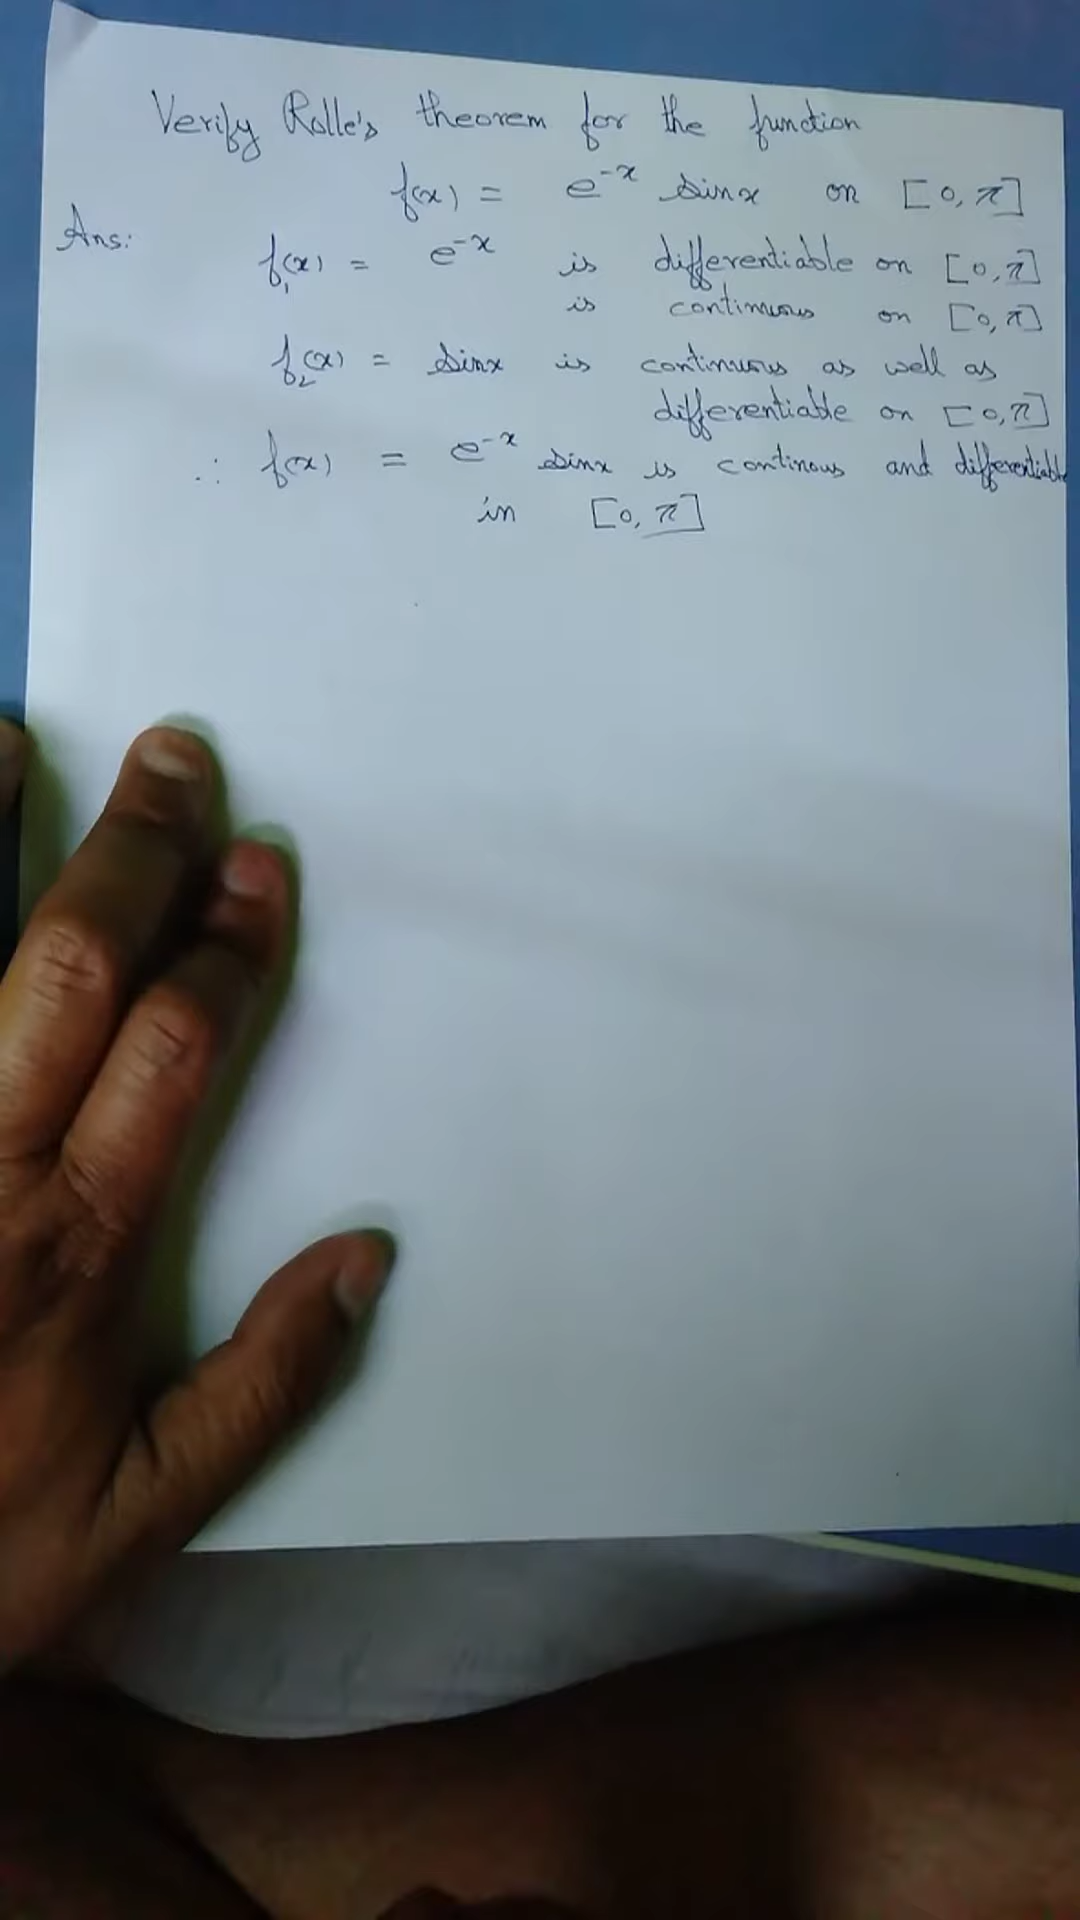 Verify Rolle's theorem for the function
f(x) = e^{-x} sinx on [0, π]
Ans:
f₁(x) = e^{-x} is differentiable on [0, π]
is continuous on [0, π]
f₂(x) = sinx is continuous as well as
differentiable on [0, π]
∴ f(x) = e^{-x} sinx is continous and differentiable
in [0, π]